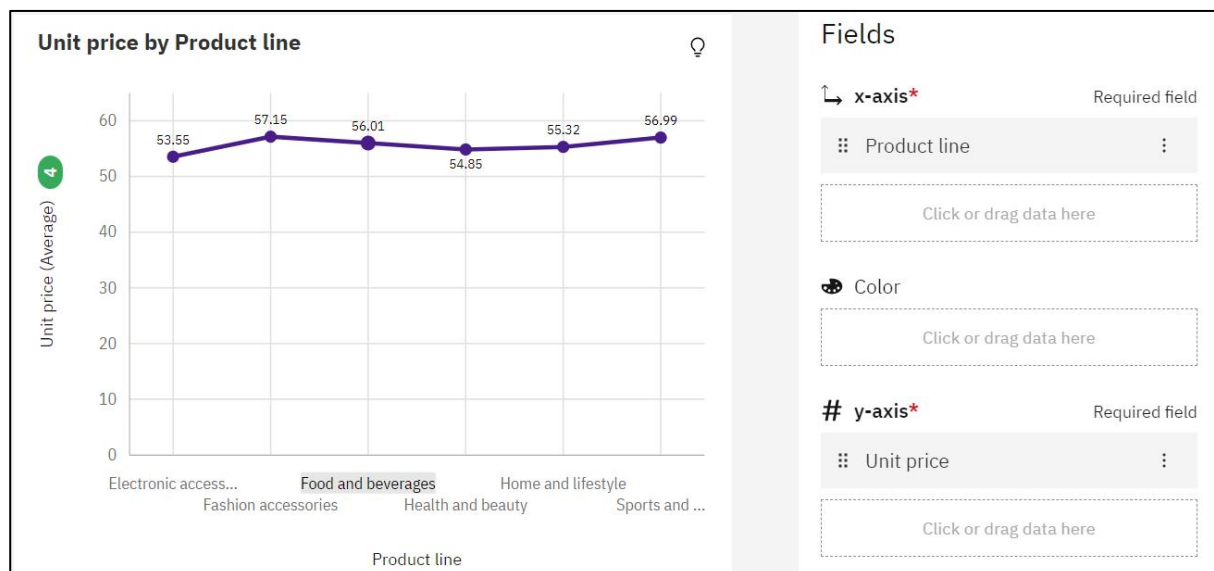 Unit price by Product line
60
50
40
30
20
10
0
53.55
57.15
56.01
54.85
55.32
56.99
4
Unit price (Average)
Electronic access...
Fashion accessories
Food and beverages
Health and beauty
Home and lifestyle
Sports and ...
Product line
Fields
x-axis* Required field
Product line
Click or drag data here
Color
Click or drag data here
# y-axis* Required field
Unit price
Click or drag data here